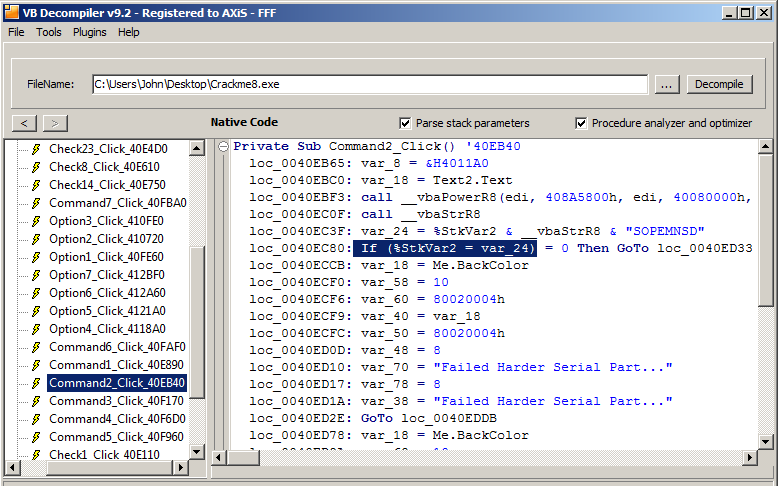 VB Decompiler v9.2 - Registered to AXiS - FFF
File Tools Plugins Help
FileName: C:\Users\John\Desktop\Crackme8.exe ... Decompile
< > Native Code Parse stack parameters Procedure analyzer and optimizer
Check23_Click_40E4D0
Check8_Click_40E610
Check14_Click_40E750
Command7_Click_40FBA0
Option3_Click_410FE0
Option2_Click_410720
Option1_Click_40FE60
Option7_Click_412BF0
Option6_Click_412A60
Option5_Click_4121A0
Option4_Click_4118A0
Command6_Click_40FAF0
Command1_Click_40E890
Command2_Click_40EB40
Command3_Click_40F170
Command4_Click_40F6D0
Command5_Click_40F960
Check1_Click_40E110
Private Sub Command2_Click() '40EB40
loc_0040EB65: var_8 = &H4011A0
loc_0040EBC0: var_18 = Text2.Text
loc_0040EBF3: call __vbaPowerR8(edi, 408A5800h, edi, 40080000h,
loc_0040EC0F: call __vbaStrR8
loc_0040EC3F: var_24 = %StkVar2 & __vbaStrR8 & "SOPEMNSD"
loc_0040EC80: If (%StkVar2 = var_24) = 0 Then GoTo loc_0040ED33
loc_0040ECCB: var_18 = Me.BackColor
loc_0040ECF0: var_58 = 10
loc_0040ECF6: var_60 = 80020004h
loc_0040ECF9: var_40 = var_18
loc_0040ECFC: var_50 = 80020004h
loc_0040ED0D: var_48 = 8
loc_0040ED10: var_70 = "Failed Harder Serial Part..."
loc_0040ED17: var_78 = 8
loc_0040ED1A: var_38 = "Failed Harder Serial Part..."
loc_0040ED2E: GoTo loc_0040EDDB
loc_0040ED78: var_18 = Me.BackColor